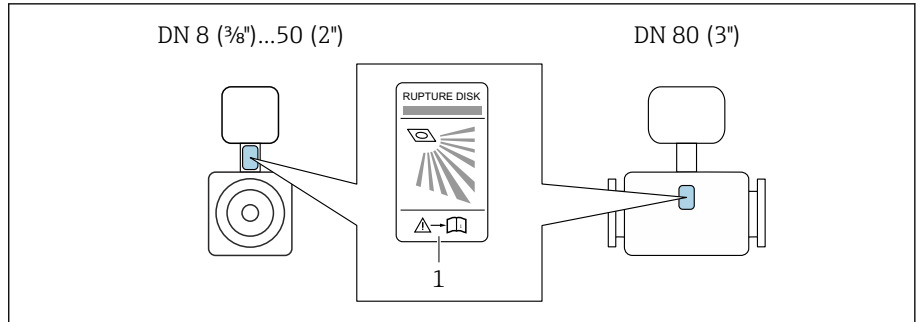 DN 8 (⅜")...50 (2")
DN 80 (3")
RUPTURE DISK
1